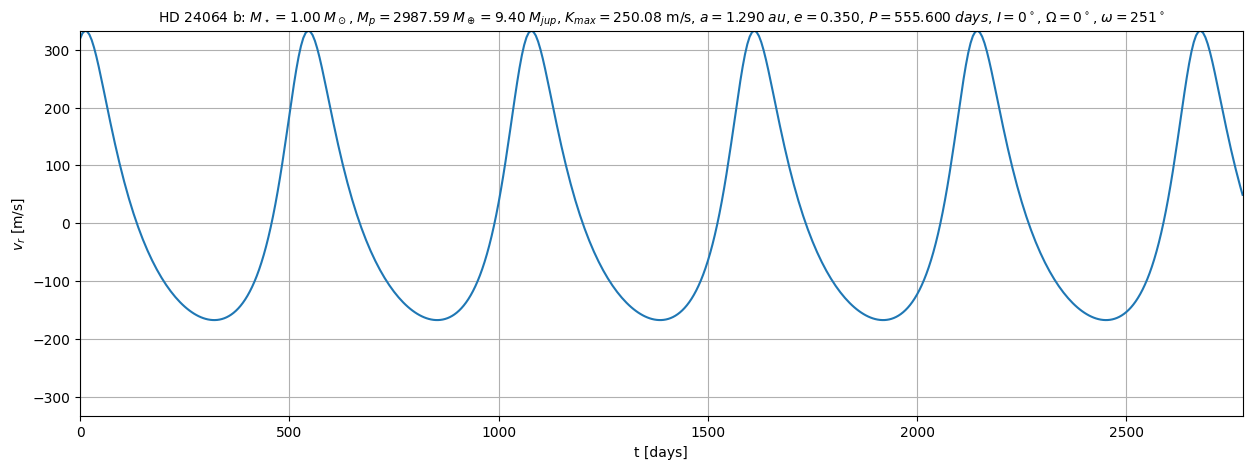 HD 24064 b: M⋆ = 1.00 M⊙, Mp = 2987.59 M⊕ = 9.40 Mjup, Kmax = 250.08 m/s, a = 1.290 au, e = 0.350, P = 555.600 days, I = 0°, Ω = 0°, ω = 251°
300
200
100
0
−100
−200
−300
vr [m/s]
0 500 1000 1500 2000 2500
t [days]